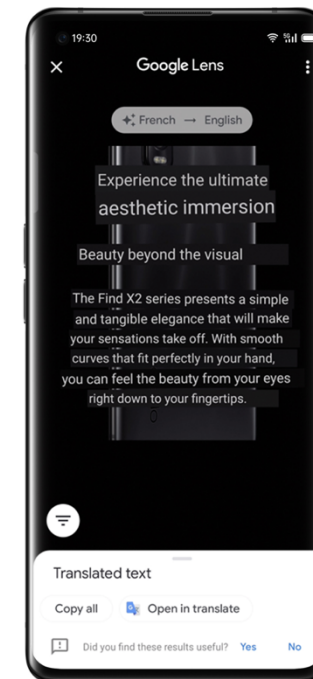 19:30
Google Lens
French → English
Experience the ultimate
aesthetic immersion
Beauty beyond the visual
The Find X2 series presents a simple
and tangible elegance that will make
your sensations take off. With smooth
curves that fit perfectly in your hand,
you can feel the beauty from your eyes
right down to your fingertips.
Translated text
Copy all
Open in translate
Did you find these results useful? Yes No